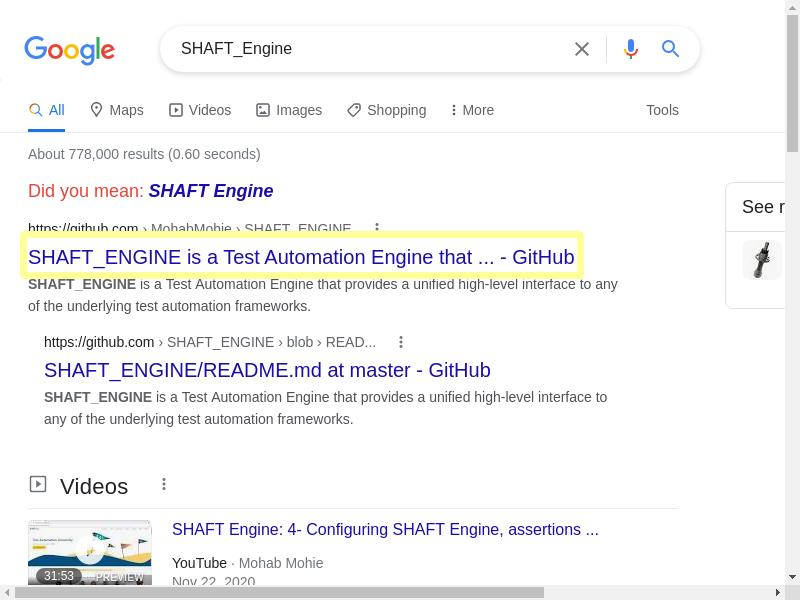 Google
SHAFT_Engine
All Maps Videos Images Shopping More Tools
About 778,000 results (0.60 seconds)
Did you mean: SHAFT Engine
https://github.com › MohabMohie › SHAFT_ENGINE
SHAFT_ENGINE is a Test Automation Engine that ... - GitHub
SHAFT_ENGINE is a Test Automation Engine that provides a unified high-level interface to any
of the underlying test automation frameworks.
https://github.com › SHAFT_ENGINE › blob › READ...
SHAFT_ENGINE/README.md at master - GitHub
SHAFT_ENGINE is a Test Automation Engine that provides a unified high-level interface to
any of the underlying test automation frameworks.
See r
Videos
SHAFT Engine: 4- Configuring SHAFT Engine, assertions ...
31:53
PREVIEW
YouTube · Mohab Mohie
Nov 22, 2020